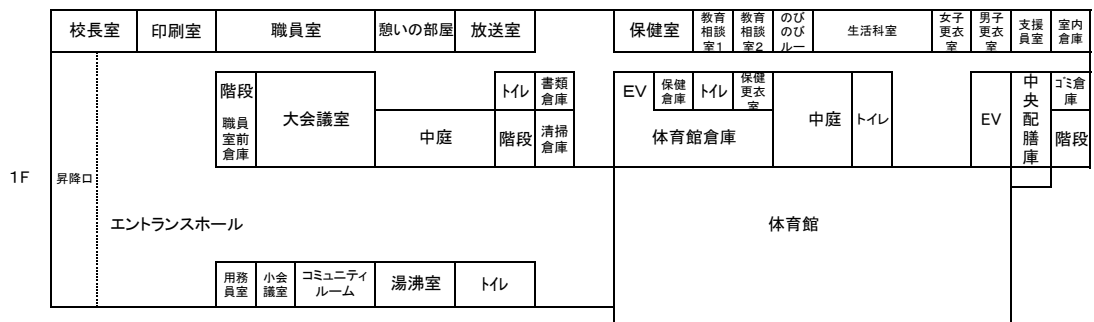 校長室
印刷室
職員室
憩いの部屋
放送室
保健室
教育
相談
室1
教育
相談
室2
のび
のび
ルー
生活科室
女子
更衣
室
男子
更衣
室
支援
員室
室内
倉庫
階段
職員
室前
倉庫
大会議室
中庭
トイレ
書類
倉庫
階段
清掃
倉庫
EV
保健
倉庫
トイレ
保健
更衣
室
体育館倉庫
中庭
トイレ
EV
中
央
配
膳
庫
ゴミ倉
庫
階段
1F
昇降口
エントランスホール
体育館
用務
員室
小会
議室
コミュニティ
ルーム
湯沸室
トイレ